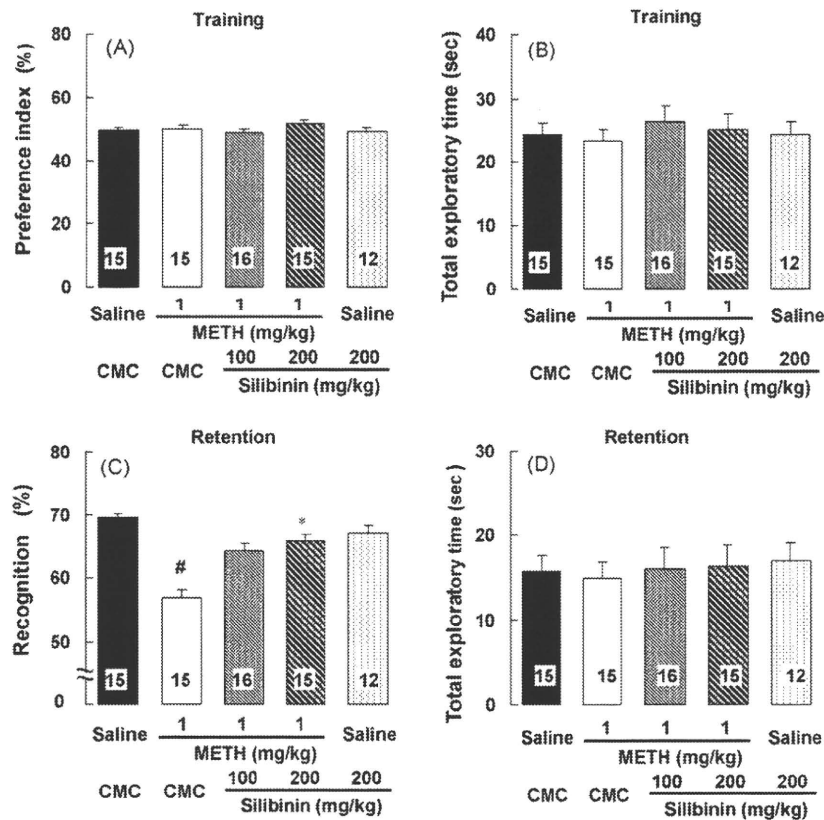 Training
(A)
Preference index (%)
80
60
40
20
0
15 15 16 15 12
Saline 1 1 1 Saline
METH (mg/kg)
100 200 200
CMC CMC Silibinin (mg/kg)
Training
(B)
Total exploratory time (sec)
40
30
20
10
0
15 15 16 15 12
Saline 1 1 1 Saline
METH (mg/kg)
100 200 200
CMC CMC Silibinin (mg/kg)
Retention
(C)
Recognition (%)
80
70
60
50
0
#
*
15 15 16 15 12
Saline 1 1 1 Saline
METH (mg/kg)
100 200 200
CMC CMC Silibinin (mg/kg)
Retention
(D)
Total exploratory time (sec)
30
20
10
0
15 15 16 15 12
Saline 1 1 1 Saline
METH (mg/kg)
100 200 200
CMC CMC Silibinin (mg/kg)